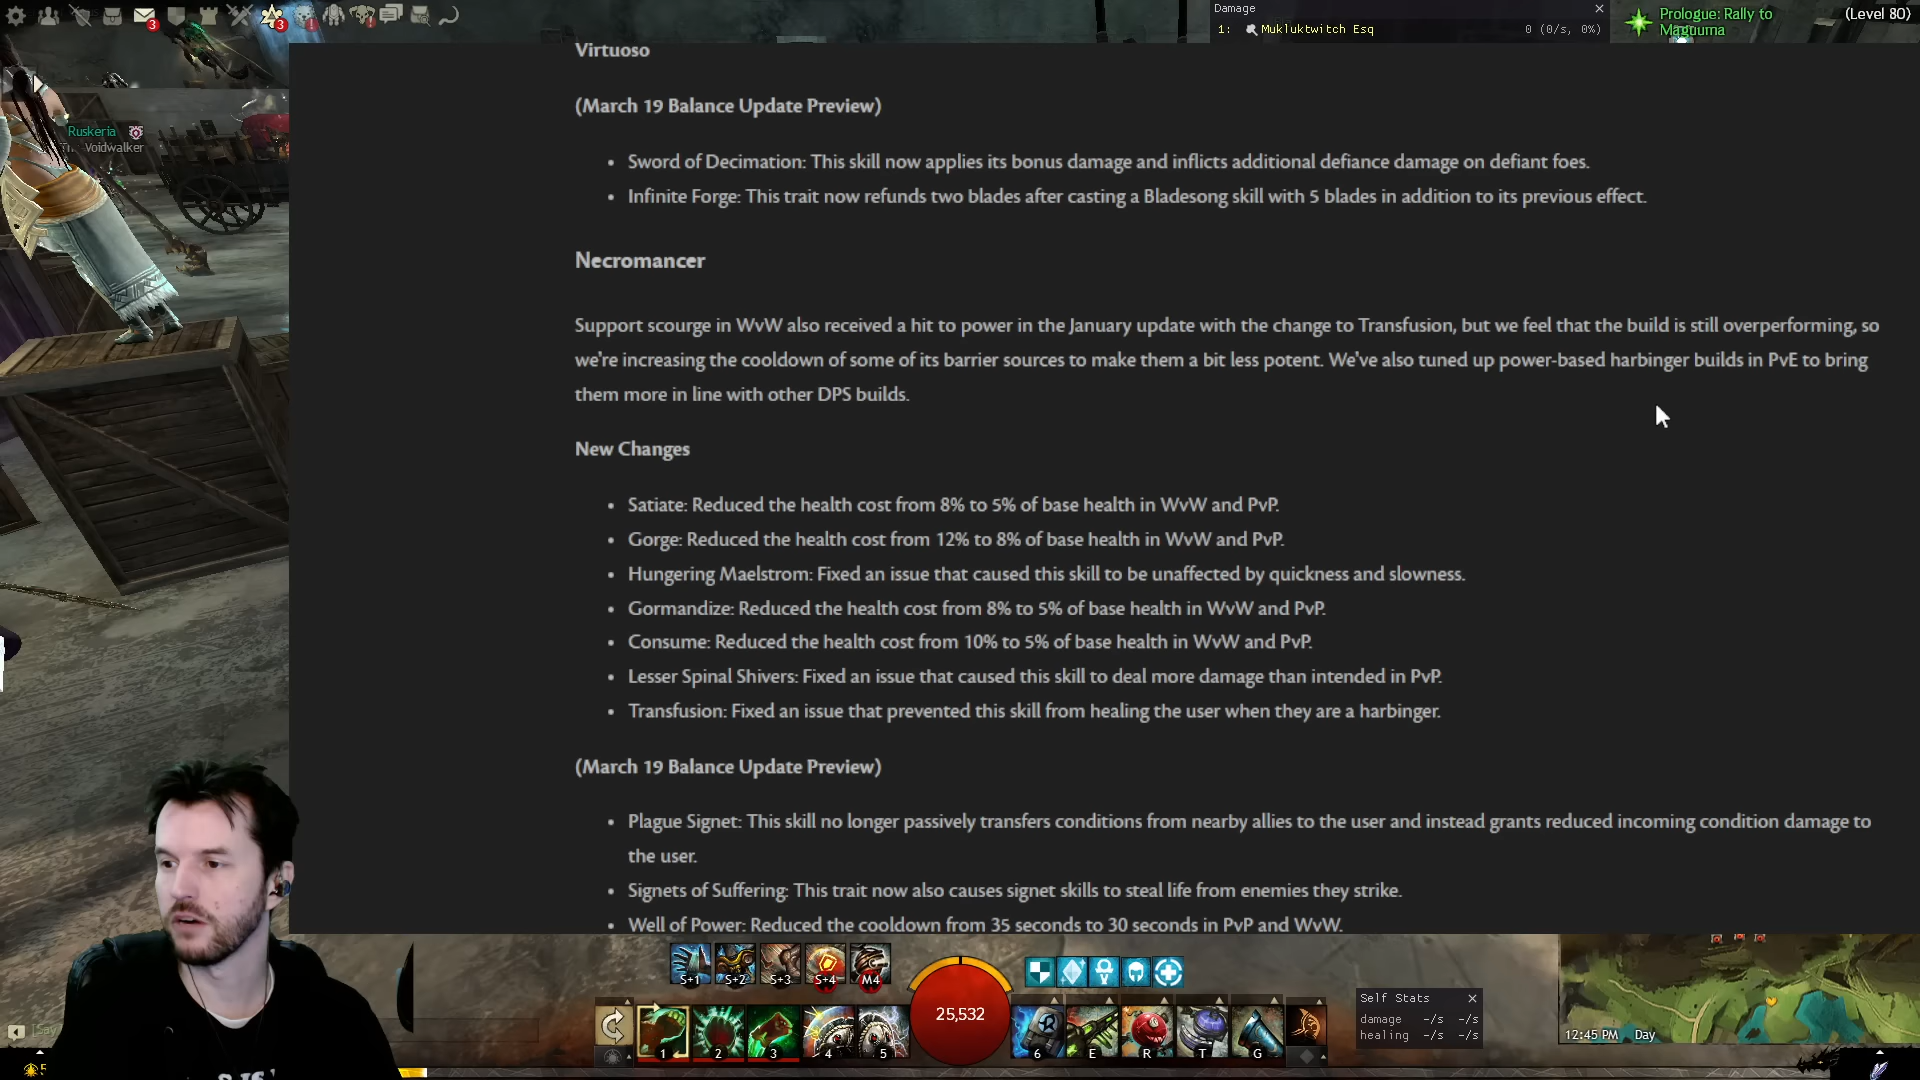 Damage
1: Mukluktwitch Esq 0 (0/s, 0%)
Prologue: Rally to
Maguuma
(Level 80)
3
3
Ruskeria
Voidwalker
Virtuoso
(March 19 Balance Update Preview)
• Sword of Decimation: This skill now applies its bonus damage and inflicts additional defiance damage on defiant foes.
• Infinite Forge: This trait now refunds two blades after casting a Bladesong skill with 5 blades in addition to its previous effect.
Necromancer
Support scourge in WvW also received a hit to power in the January update with the change to Transfusion, but we feel that the build is still overperforming, so
we're increasing the cooldown of some of its barrier sources to make them a bit less potent. We've also tuned up power-based harbinger builds in PvE to bring
them more in line with other DPS builds.
New Changes
• Satiate: Reduced the health cost from 8% to 5% of base health in WvW and PvP.
• Gorge: Reduced the health cost from 12% to 8% of base health in WvW and PvP.
• Hungering Maelstrom: Fixed an issue that caused this skill to be unaffected by quickness and slowness.
• Gormandize: Reduced the health cost from 8% to 5% of base health in WvW and PvP.
• Consume: Reduced the health cost from 10% to 5% of base health in WvW and PvP.
• Lesser Spinal Shivers: Fixed an issue that caused this skill to deal more damage than intended in PvP.
• Transfusion: Fixed an issue that prevented this skill from healing the user when they are a harbinger.
(March 19 Balance Update Preview)
• Plague Signet: This skill no longer passively transfers conditions from nearby allies to the user and instead grants reduced incoming condition damage to
the user.
• Signets of Suffering: This trait now also causes signet skills to steal life from enemies they strike.
• Well of Power: Reduced the cooldown from 35 seconds to 30 seconds in PvP and WvW.
S+1 S+2 S+3 S+4 M4
25,532
1 2 3 4 5 6 E R T G
Self Stats
damage -/s -/s
healing -/s -/s
12:45 PM Day
[Say
5